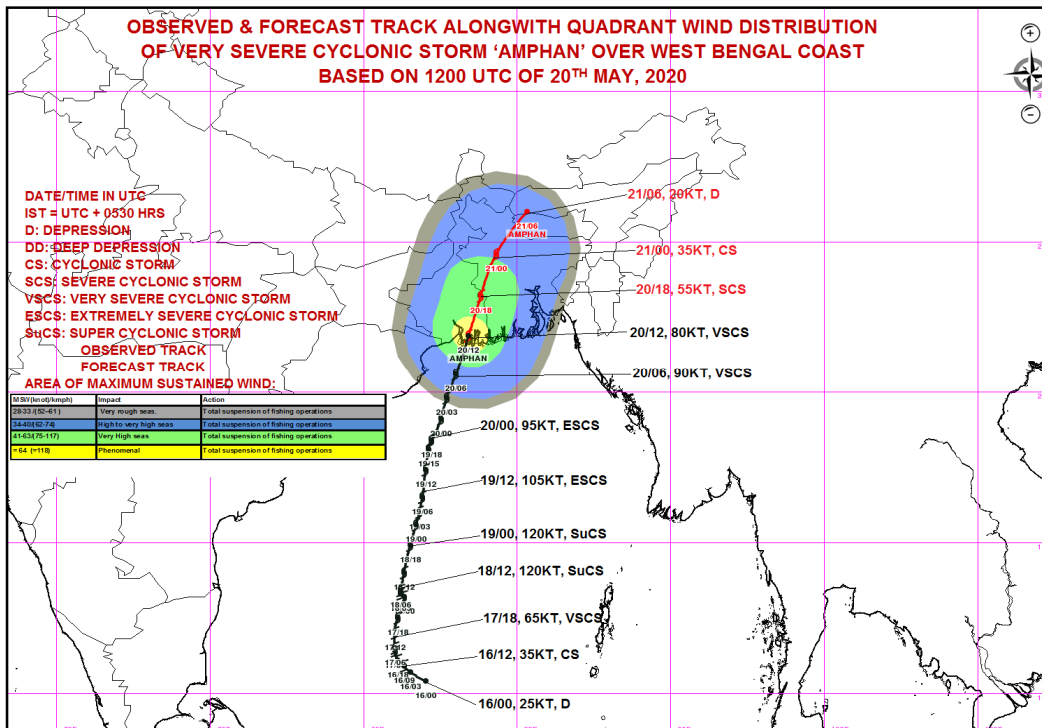 OBSERVED & FORECAST TRACK ALONGWITH QUADRANT WIND DISTRIBUTION
OF VERY SEVERE CYCLONIC STORM ‘AMPHAN’ OVER WEST BENGAL COAST
BASED ON 1200 UTC OF 20TH MAY, 2020
DATE/TIME IN UTC
IST = UTC + 0530 HRS
D: DEPRESSION
DD: DEEP DEPRESSION
CS: CYCLONIC STORM
SCS: SEVERE CYCLONIC STORM
VSCS: VERY SEVERE CYCLONIC STORM
ESCS: EXTREMELY SEVERE CYCLONIC STORM
SuCS: SUPER CYCLONIC STORM
OBSERVED TRACK
FORECAST TRACK
AREA OF MAXIMUM SUSTAINED WIND:
MSW(knot)/kmph) Impact Action
28-33 /(52–61) Very rough seas. Total suspension of fishing operations
34-40/(62-74) High to very high seas Total suspension of fishing operations
41-63/(75-117) Very High seas Total suspension of fishing operations
=64 (=118) Phenomenal Total suspension of fishing operations
21/06, 20KT, D
21/00, 35KT, CS
20/18, 55KT, SCS
20/12, 80KT, VSCS
20/06, 90KT, VSCS
20/00, 95KT, ESCS
19/12, 105KT, ESCS
19/00, 120KT, SuCS
18/12, 120KT, SuCS
17/18, 65KT, VSCS
16/12, 35KT, CS
16/00, 25KT, D
21/06
AMPHAN
21/00
20/18
20/12
AMPHAN
20/06
20/03
20/00
19/18
19/15
19/12
19/06
19/03
19/00
18/18
18/06
17/18
17/12
17/06
16/18
16/09
16/03
16/00